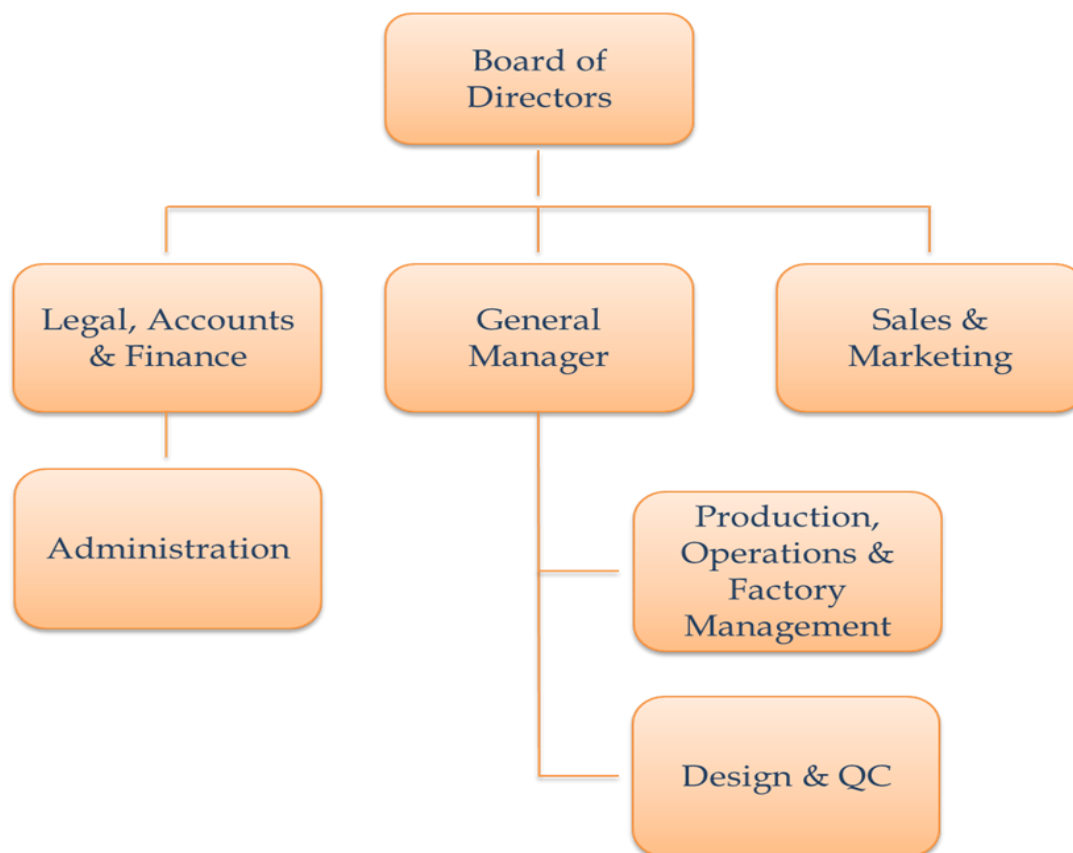 Board of
Directors
Legal, Accounts
& Finance
General
Manager
Sales &
Marketing
Administration
Production,
Operations &
Factory
Management
Design & QC